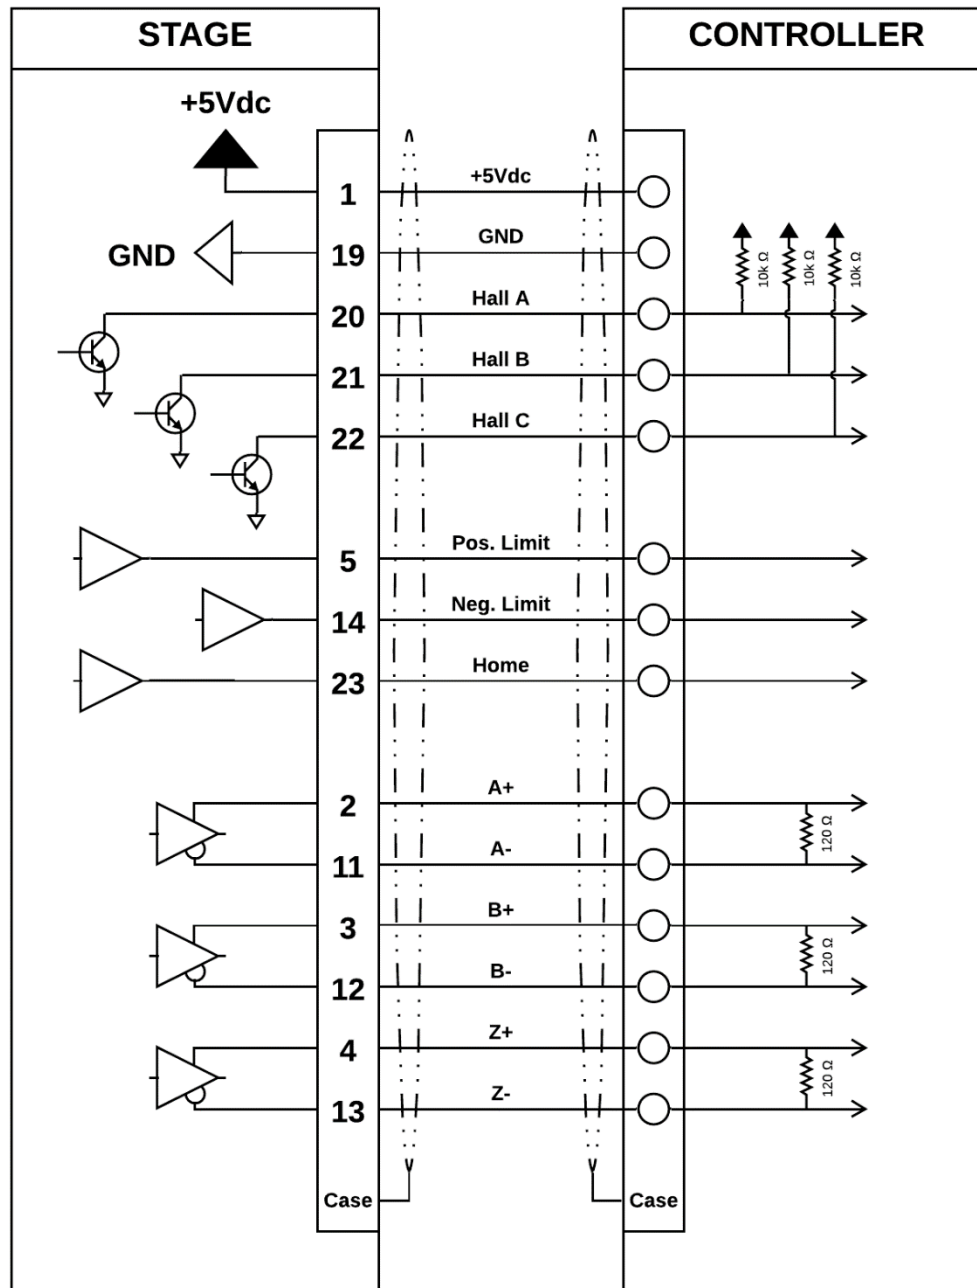 STAGE
CONTROLLER
+5Vdc
1
+5Vdc
GND
19
GND
10k Ω
10k Ω
10k Ω
20
Hall A
21
Hall B
22
Hall C
5
Pos. Limit
14
Neg. Limit
23
Home
2
A+
120 Ω
11
A-
3
B+
120 Ω
12
B-
4
Z+
120 Ω
13
Z-
Case
Case